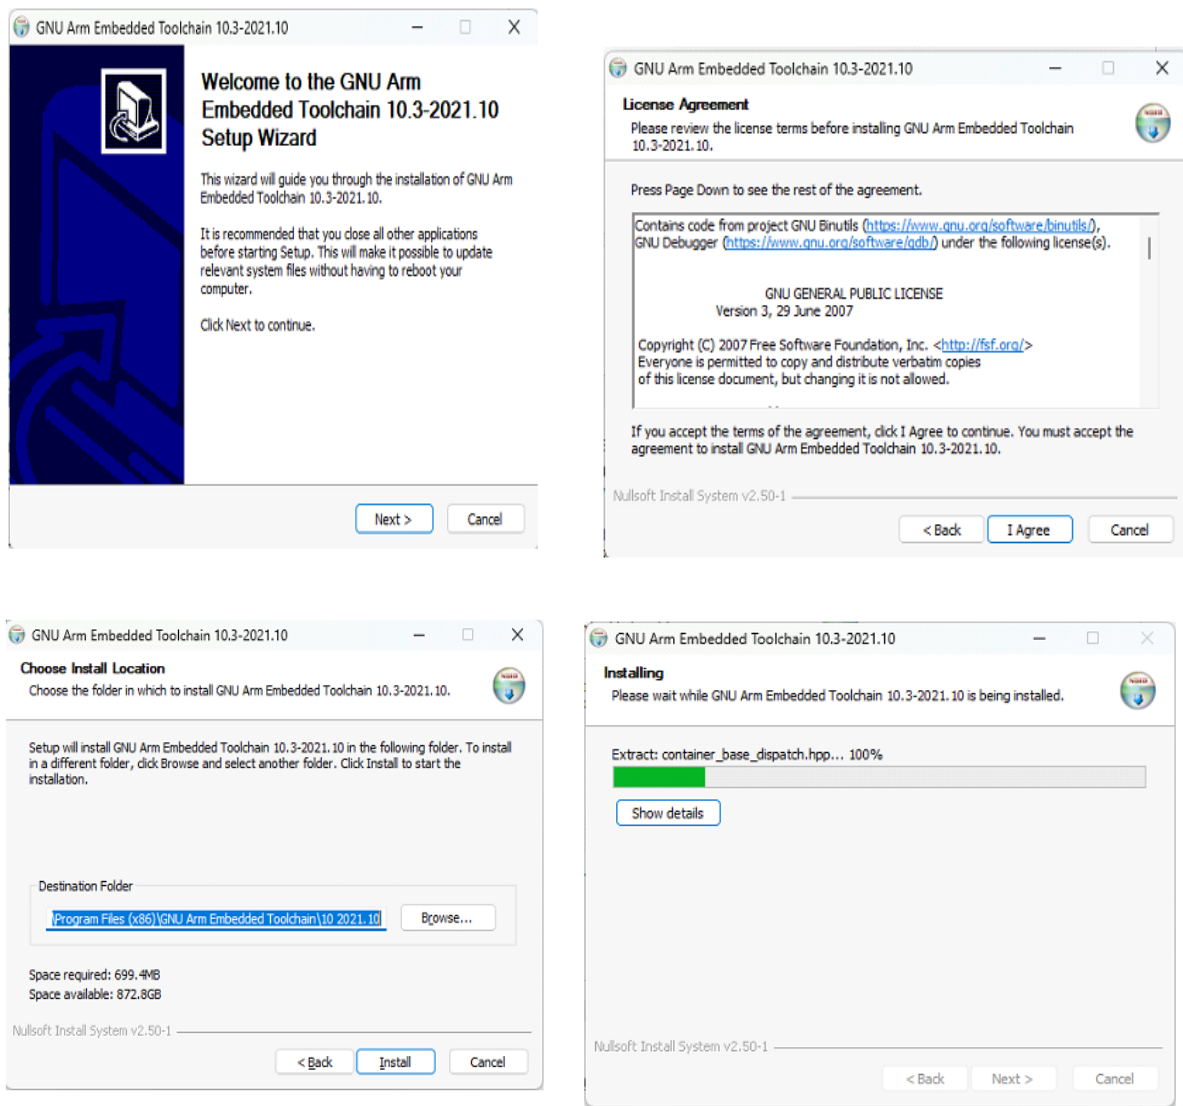 GNU Arm Embedded Toolchain 10.3-2021.10
Welcome to the GNU Arm
Embedded Toolchain 10.3-2021.10
Setup Wizard
This wizard will guide you through the installation of GNU Arm
Embedded Toolchain 10.3-2021.10.
It is recommended that you close all other applications
before starting Setup. This will make it possible to update
relevant system files without having to reboot your
computer.
Click Next to continue.
Next >
Cancel
GNU Arm Embedded Toolchain 10.3-2021.10
License Agreement
Please review the license terms before installing GNU Arm Embedded Toolchain
10.3-2021.10.
Press Page Down to see the rest of the agreement.
Contains code from project GNU Binutils (https://www.gnu.org/software/binutils/),
GNU Debugger (https://www.gnu.org/software/gdb/) under the following license(s).
GNU GENERAL PUBLIC LICENSE
Version 3, 29 June 2007
Copyright (C) 2007 Free Software Foundation, Inc. <http://fsf.org/>
Everyone is permitted to copy and distribute verbatim copies
of this license document, but changing it is not allowed.
If you accept the terms of the agreement, click I Agree to continue. You must accept the
agreement to install GNU Arm Embedded Toolchain 10.3-2021.10.
Nullsoft Install System v2.50-1
< Back
I Agree
Cancel
GNU Arm Embedded Toolchain 10.3-2021.10
Choose Install Location
Choose the folder in which to install GNU Arm Embedded Toolchain 10.3-2021.10.
Setup will install GNU Arm Embedded Toolchain 10.3-2021.10 in the following folder. To install
in a different folder, click Browse and select another folder. Click Install to start the
installation.
Destination Folder
\Program Files (x86)\GNU Arm Embedded Toolchain\10 2021.10
Browse...
Space required: 699.4MB
Space available: 872.8GB
Nullsoft Install System v2.50-1
< Back
Install
Cancel
GNU Arm Embedded Toolchain 10.3-2021.10
Installing
Please wait while GNU Arm Embedded Toolchain 10.3-2021.10 is being installed.
Extract: container_base_dispatch.hpp... 100%
Show details
Nullsoft Install System v2.50-1
< Back
Next >
Cancel